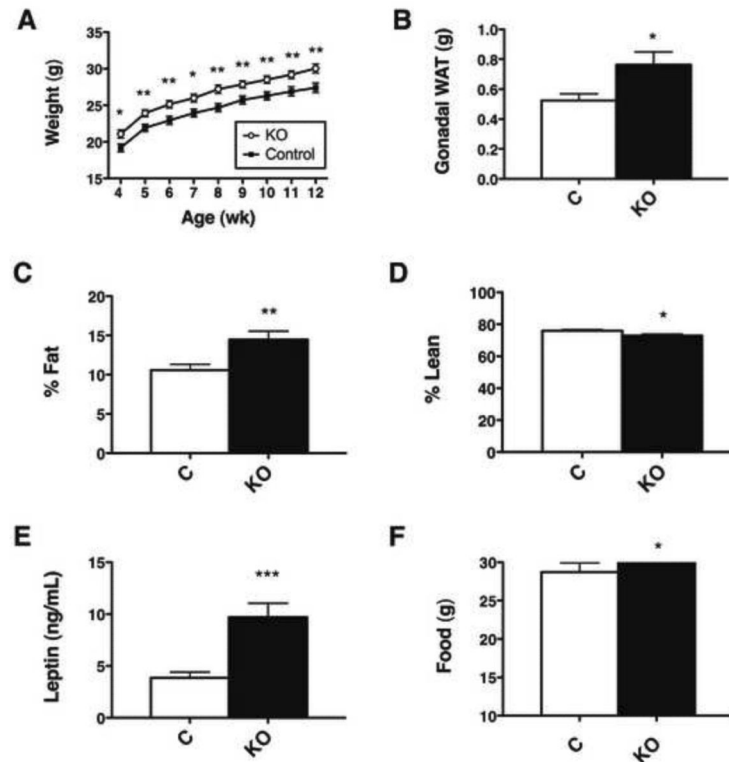 A
Weight (g)
35
30
25
20
15
* ** ** * ** ** ** ** **
KO
Control
4 5 6 7 8 9 10 11 12
Age (wk)
B
Gonadal WAT (g)
1.0
0.8
0.6
0.4
0.2
0.0
*
C KO
C
% Fat
20
15
10
5
0
**
C KO
D
% Lean
100
80
60
40
20
0
*
C KO
E
Leptin (ng/mL)
15
10
5
0
***
C KO
F
Food (g)
30
25
20
15
10
*
C KO